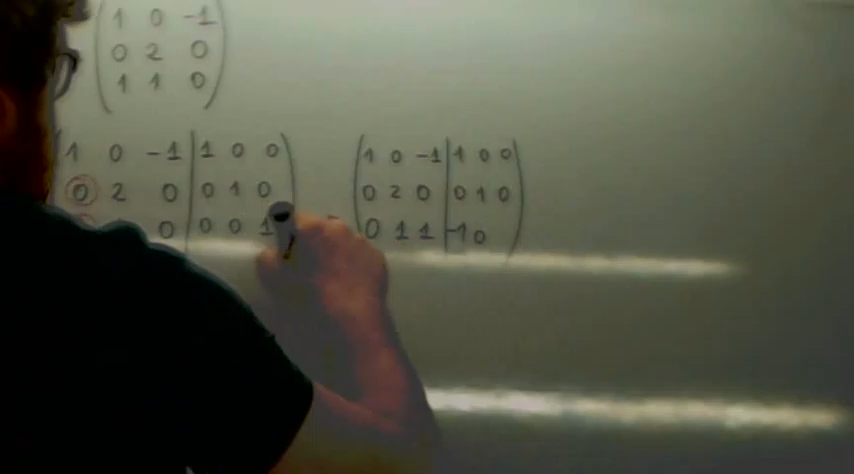 1 0 -1
0 2 0
1 1 0
1 0 -1 | 1 0 0
0 2 0 | 0 1 0
0 | 0 0 1
1 0 -1 | 1 0 0
0 2 0 | 0 1 0
0 1 1 | -1 0